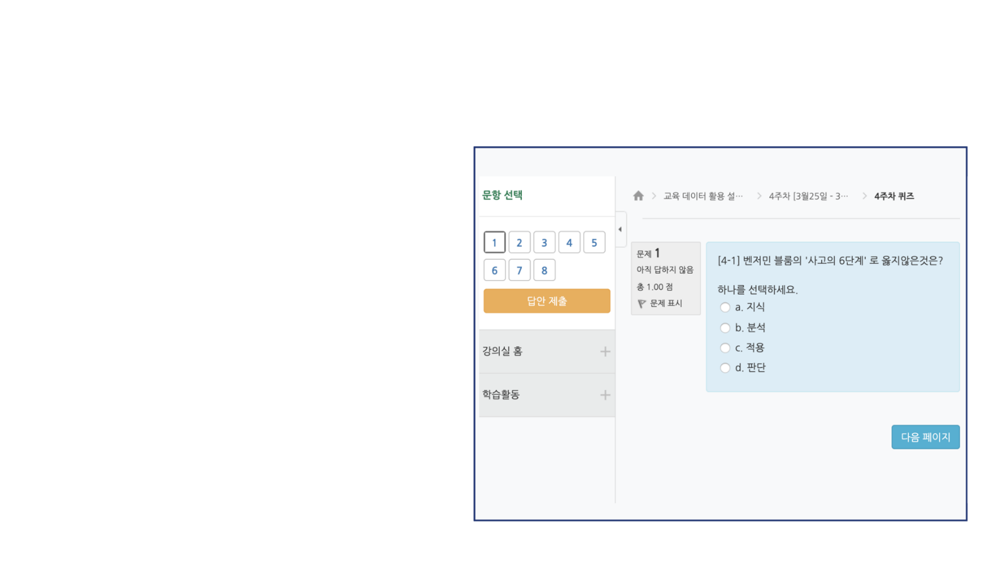 문항 선택
1 2 3 4 5
6 7 8
답안 제출
강의실 홈
학습활동
교육 데이터 활용 설… 4주차 [3월25일 - 3… 4주차 퀴즈
문제 1
아직 답하지 않음
총 1.00 점
문제 표시
[4-1] 벤저민 블룸의 '사고의 6단계' 로 옳지않은것은?
하나를 선택하세요.
a. 지식
b. 분석
c. 적용
d. 판단
다음 페이지